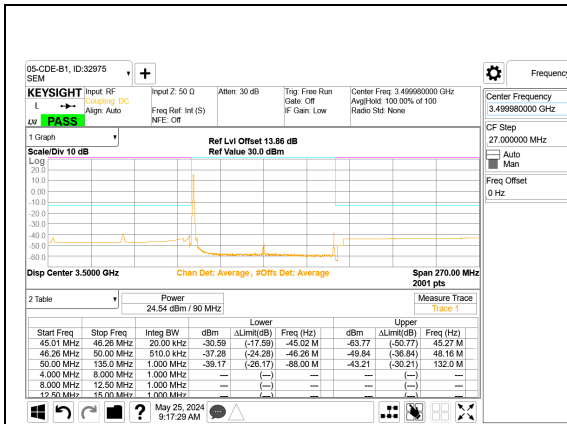 05-CDE-B1, ID:32975
SEM
Frequency
KEYSIGHT Input: RF Input Z: 50 Ω Atten: 30 dB Trig: Free Run Center Freq: 3.499980000 GHz
L Coupling: DC Gate: Off Avg|Hold: 100.00% of 100
Align: Auto Freq Ref: Int (S) IF Gain: Low Radio Std: None
NFE: Off
LXI PASS
Center Frequency
3.499980000 GHz
CF Step
27.000000 MHz
Auto
Man
Freq Offset
0 Hz
1 Graph
Ref Lvl Offset 13.86 dB
Scale/Div 10 dB Ref Value 30.0 dBm
Log
20.0
10.0
0.00
-10.0
-20.0
-30.0
-40.0
-50.0
-60.0
Disp Center 3.5000 GHz Chan Det: Average , #Offs Det: Average Span 270.00 MHz
2001 pts
2 Table Power Measure Trace
24.54 dBm / 90 MHz Trace 1
Lower Upper
Start Freq Stop Freq Integ BW dBm ΔLimit(dB) Freq (Hz) dBm ΔLimit(dB) Freq (Hz)
45.01 MHz 46.26 MHz 20.00 kHz -30.59 (-17.59) -45.02 M -63.77 (-50.77) 45.27 M
46.26 MHz 50.00 MHz 510.0 kHz -37.28 (-24.28) -46.26 M -49.84 (-36.84) 48.16 M
50.00 MHz 135.0 MHz 1.000 MHz -39.17 (-26.17) -88.00 M -43.21 (-30.21) 132.0 M
4.000 MHz 8.000 MHz 1.000 MHz --- (---) --- --- (---) ---
8.000 MHz 12.50 MHz 1.000 MHz --- (---) --- --- (---) ---
12.50 MHz 15.00 MHz 1.000 MHz --- (---) --- --- (---) ---
? May 25, 2024
9:17:29 AM